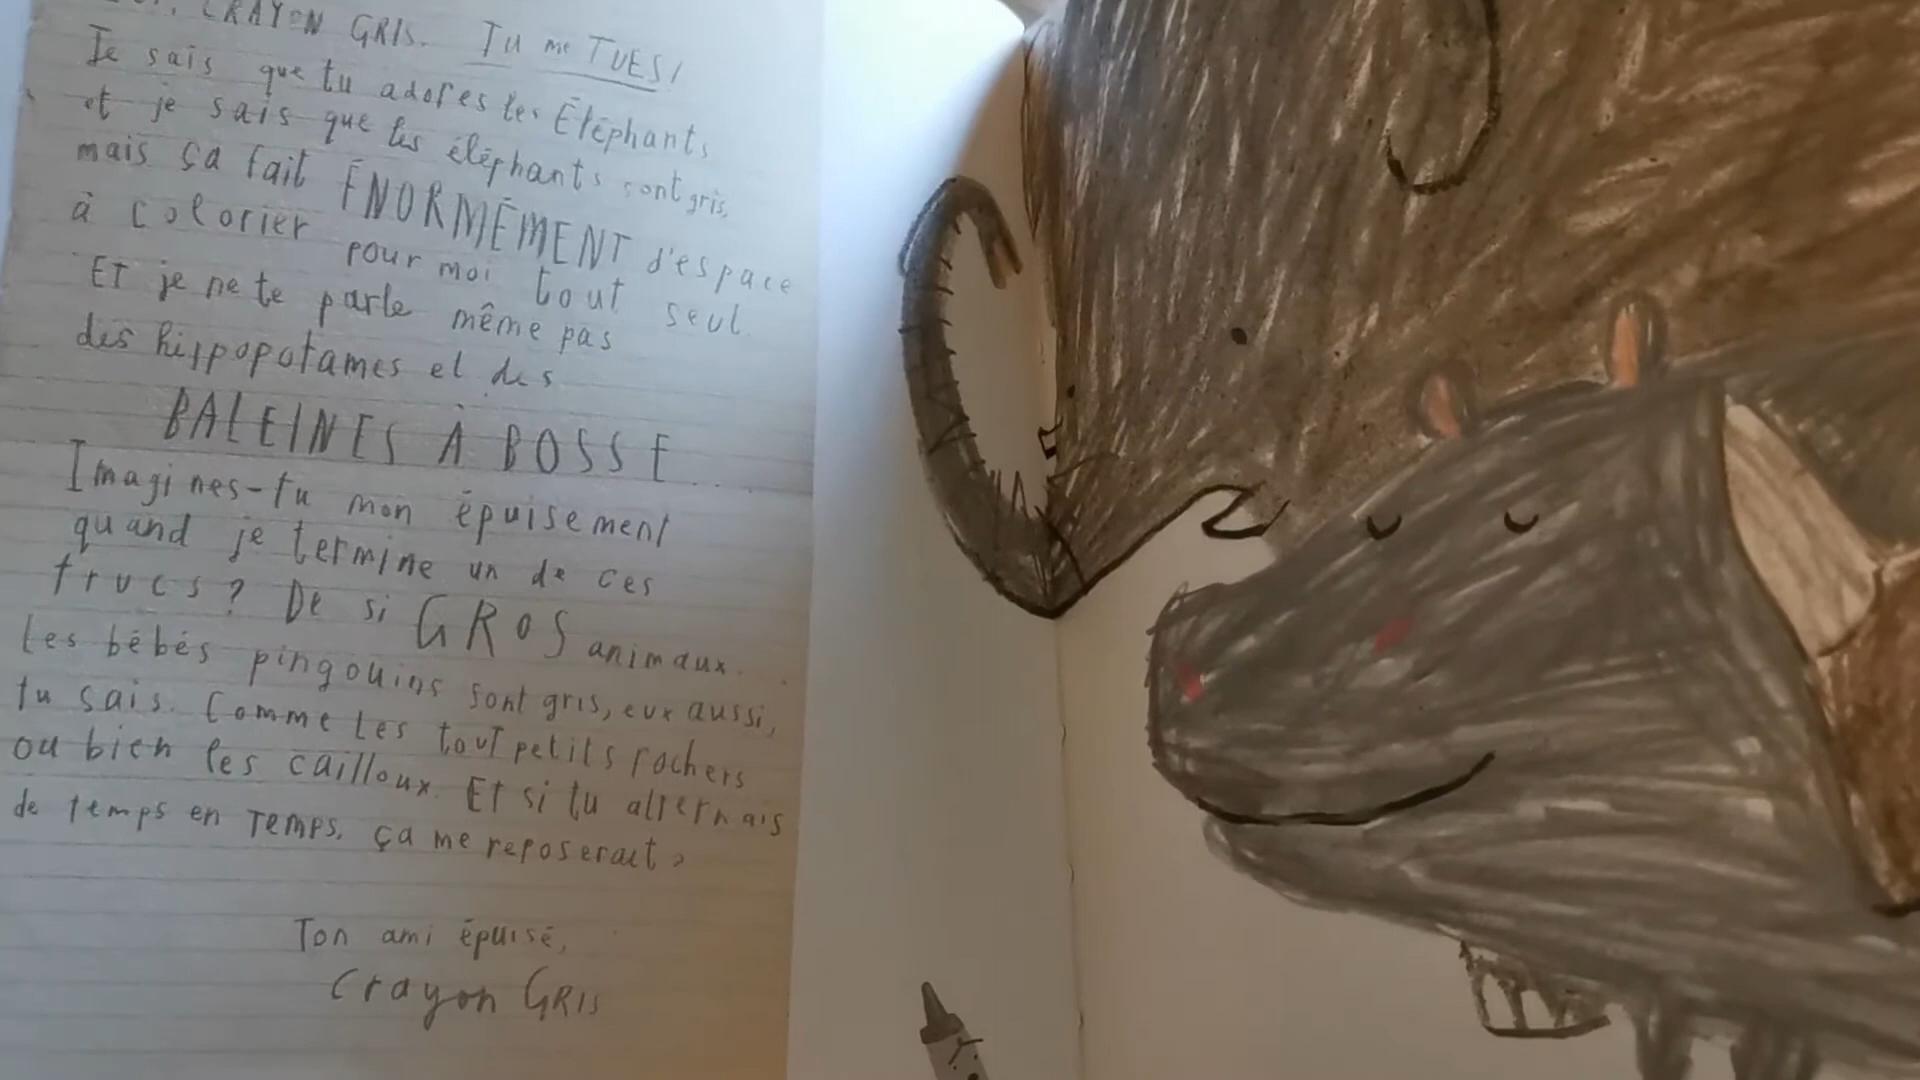 CRAYON GRIS. TU me TUES!
Je sais que tu adores les Éléphants
et je sais que les éléphants sont gris,
mais ça fait ÉNORMÉMENT d'espace
à colorier pour moi tout seul.
Et je ne te parle même pas
des hippopotames et des
BALEINES À BOSSE...
Imagines-tu mon épuisement
quand je termine un de ces
trucs? De si GROS animaux...
Les bébés pingouins sont gris, eux aussi,
tu sais. Comme les tout petits rochers
ou bien les cailloux. Et si tu alternais
de temps en temps, ça me reposerait?
Ton ami épuisé,
Crayon GRIS